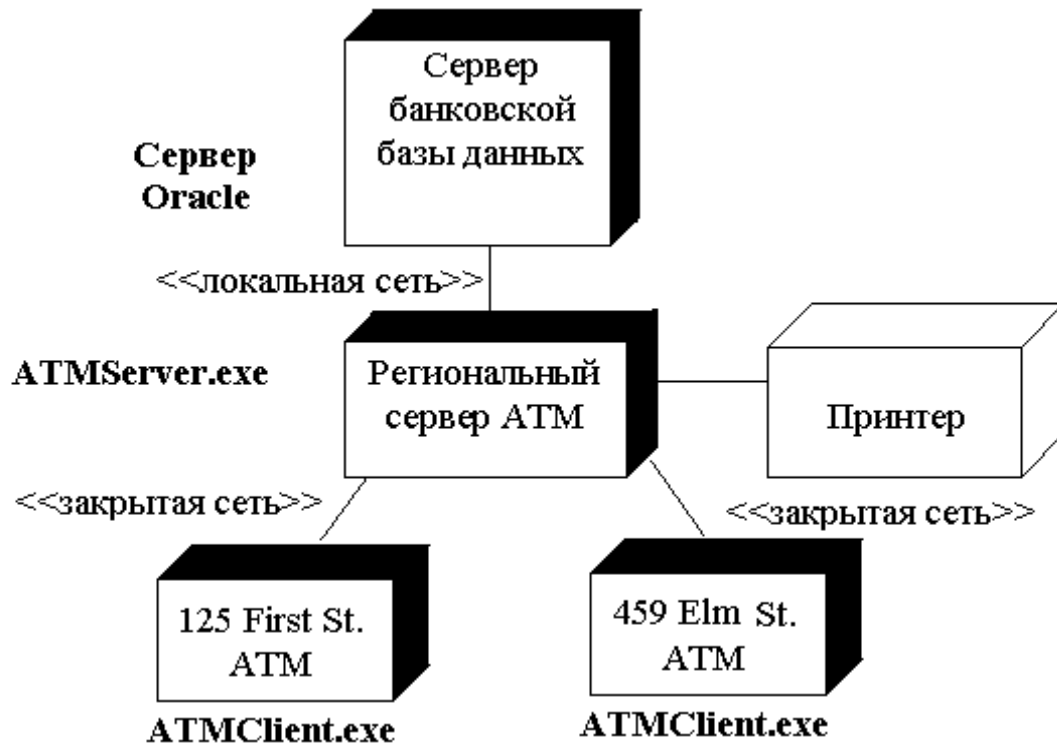 Сервер
банковской
базы данных
Сервер
Oracle
<<локальная сеть>>
ATMServer.exe
Региональный
сервер АТМ
Принтер
<<закрытая сеть>>
<<закрытая сеть>>
125 First St.
ATM
459 Elm St.
ATM
ATMClient.exe
ATMClient.exe